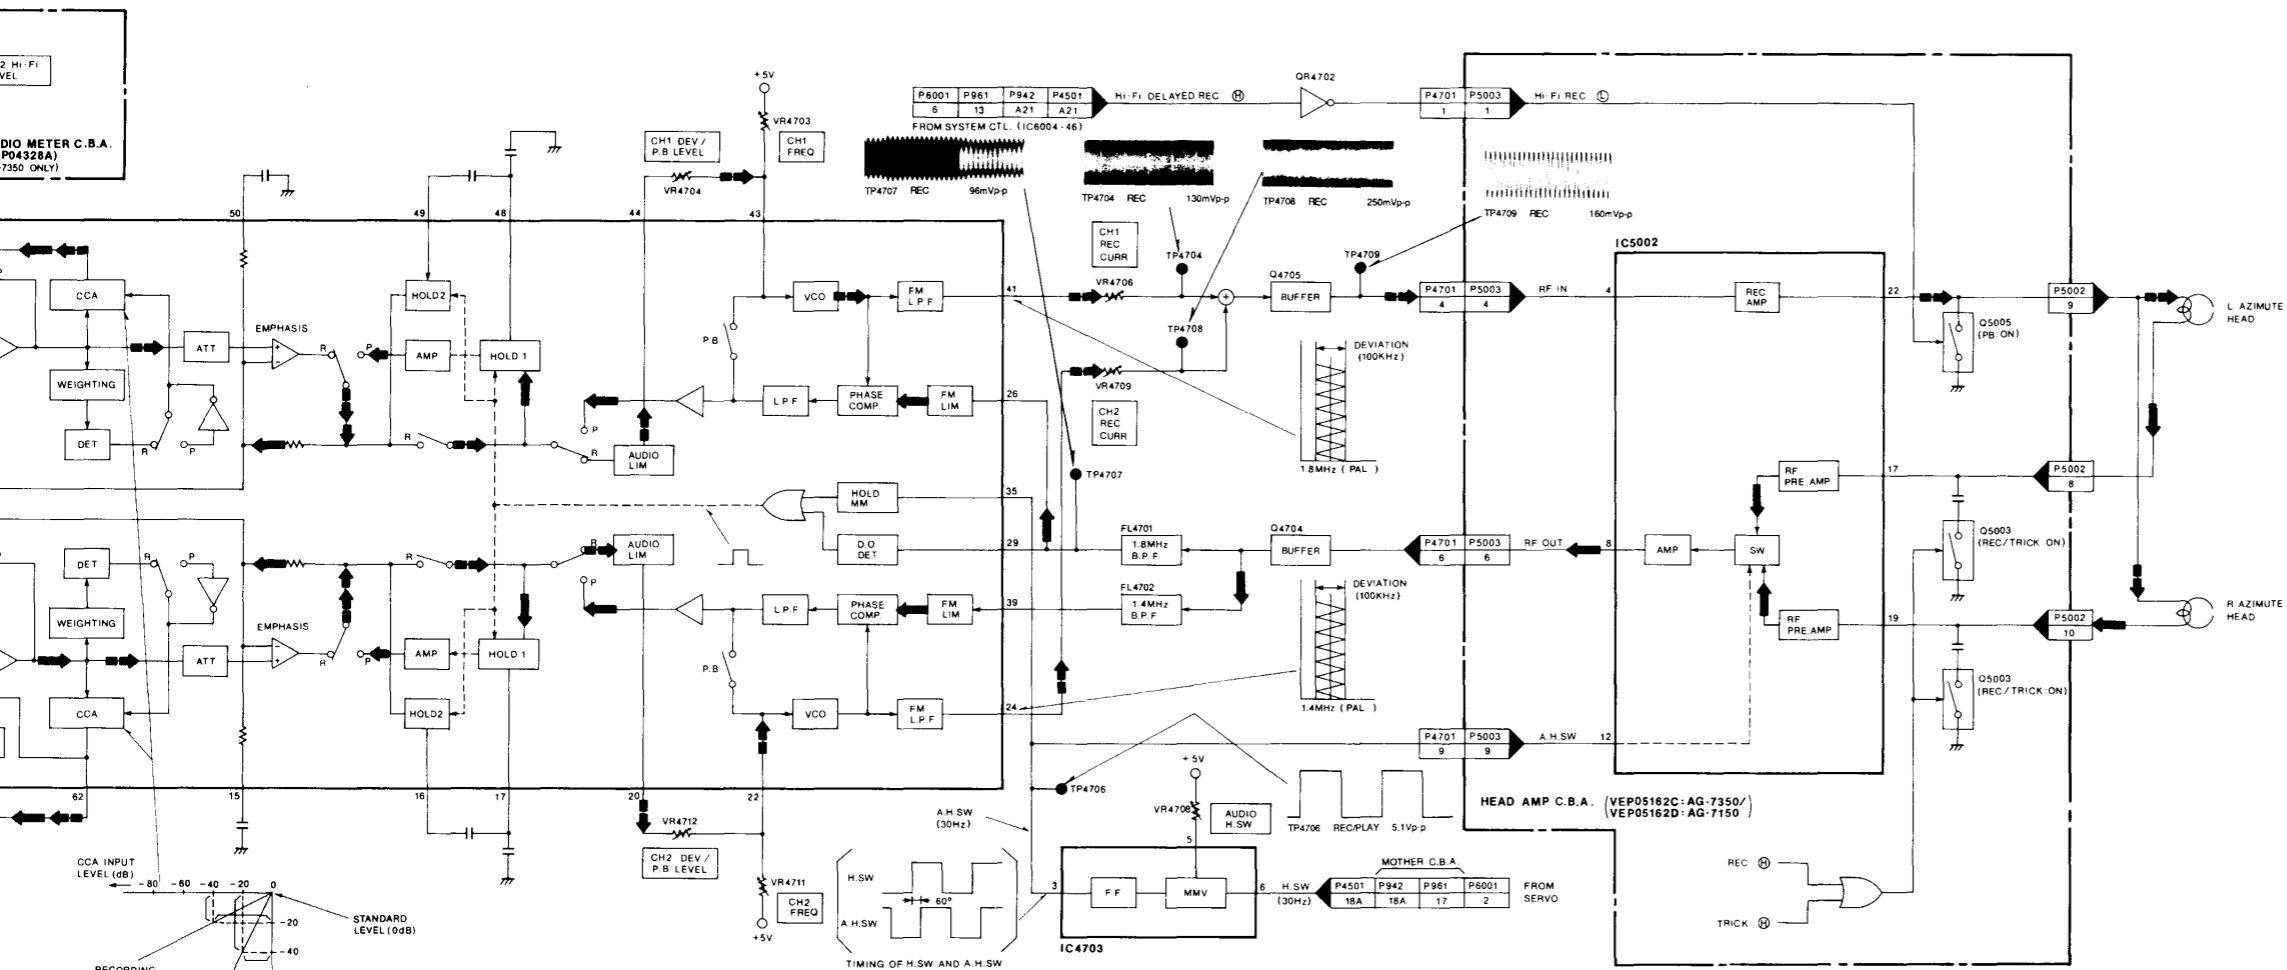 2 Hi-Fi
VEL
DIO METER C.B.A.
P04328A)
-7350 ONLY)
+5V
VR4703
CH1
FREQ
CH1 DEV/
P.B LEVEL
VR4704
P6001 P961 P942 P4501
6 13 A21 A21
Hi-Fi DELAYED REC Ⓗ
FROM SYSTEM CTL. (IC6004-46)
QR4702
P4701 P5003
1 1
Hi-Fi REC Ⓛ
TP4707 REC 96mVp-p
TP4704 REC 130mVp-p
TP4708 REC 250mVp-p
TP4709 REC 160mVp-p
50
49
48
44
43
CCA
WEIGHTING
DET
R
P
ATT
EMPHASIS
+
-
R
P
HOLD2
AMP
HOLD 1
R
P
R
AUDIO
LIM
P.B
VCO
FM
L.P.F
L.P.F
PHASE
COMP.
FM
LIM
41
26
CH1
REC
CURR
VR4706
TP4704
TP4708
VR4709
CH2
REC
CURR
+
Q4705
BUFFER
TP4709
P4701 P5003
4 4
RF IN
DEVIATION
(100KHz)
1.8MHz (PAL)
TP4707
IC5002
4
REC
AMP
22
P5002
9
Q5005
(PB:ON)
L AZIMUTE
HEAD
RF
PRE.AMP
17
P5002
8
HOLD
MM
35
D.O
DET
29
FL4701
1.8MHz
B.P.F
Q4704
BUFFER
P4701 P5003
6 6
RF OUT
8
AMP
SW
Q5003
(REC/TRICK:ON)
DET
WEIGHTING
R
P
CCA
ATT
EMPHASIS
-
+
R
P
R
AMP
HOLD 1
HOLD2
R
P
AUDIO
LIM
L.P.F
PHASE
COMP.
FM
LIM
39
FL4702
1.4MHz
B.P.F
P.B
VCO
FM
L.P.F
24
DEVIATION
(100KHz)
1.4MHz (PAL)
RF
PRE.AMP
19
P5002
10
R AZIMUTE
HEAD
Q5003
(REC/TRICK:ON)
P4701 P5003
9 9
A.H.SW
12
62
15
16
17
20
22
VR4712
CH2 DEV/
P.B LEVEL
VR4711
CH2
FREQ
+5V
TP4706
A.H.SW
(30Hz)
+5V
VR4708
AUDIO
H.SW
5
TP4706 REC/PLAY 5.1Vp-p
HEAD AMP C.B.A. (VEP05162C:AG-7350/
VEP05162D:AG-7150)
H.SW
60°
A.H.SW
TIMING OF H.SW AND A.H.SW
3
F.F
MMV
6
IC4703
H.SW
(30Hz)
MOTHER C.B.A.
P4501 P942 P961 P6001
18A 18A 17 2
FROM
SERVO
REC Ⓗ
TRICK Ⓗ
CCA INPUT
LEVEL(dB)
-80 -60 -40 -20 0
-20
-40
STANDARD
LEVEL(0dB)
RECORDING